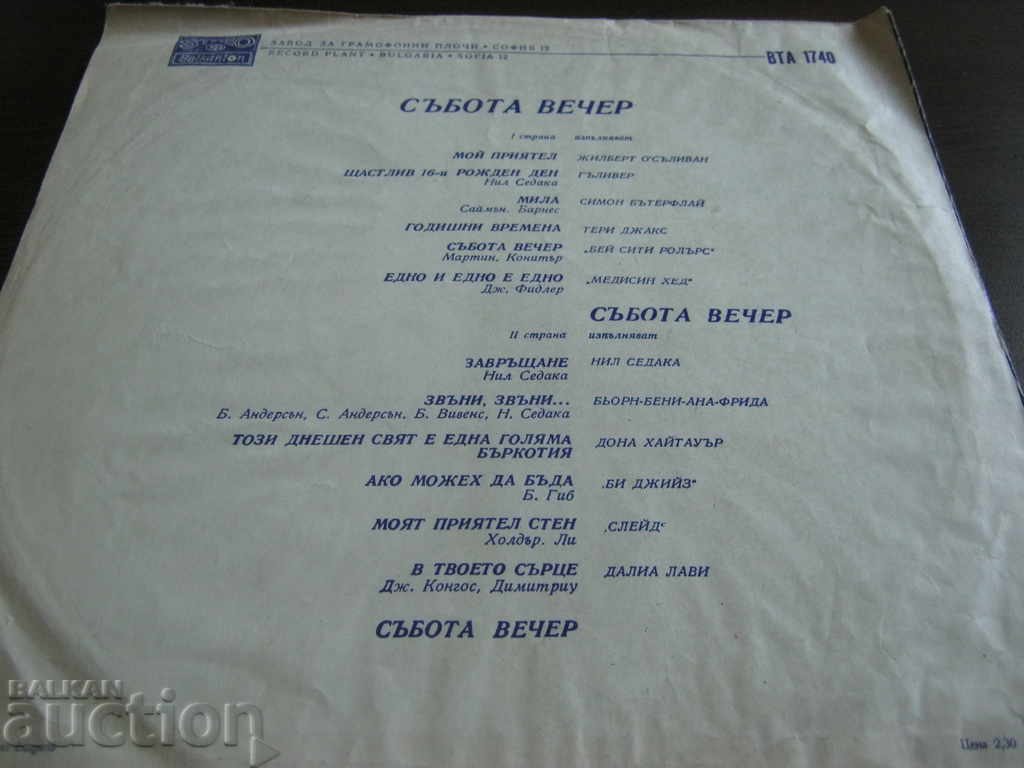 Balkanton
ЗАВОД ЗА ГРАМОФОННИ ПЛОЧИ • СОФИЯ 12
RECORD PLANT • BULGARIA • SOFIA 12
ВТА 1740
СЪБОТА ВЕЧЕР
I страна изпълняват
МОЙ ПРИЯТЕЛ ЖИЛБЕРТ О'СЪЛИВАН
ЩАСТЛИВ 16-и РОЖДЕН ДЕН ГЪЛИВЕР
Нил Седака
МИЛА СИМОН БЪТЕРФЛАЙ
Саймън. Барнес
ГОДИШНИ ВРЕМЕНА ТЕРИ ДЖАКС
СЪБОТА ВЕЧЕР „БЕЙ СИТИ РОЛЪРС“
Мартин. Конитър
ЕДНО И ЕДНО Е ЕДНО „МЕДИСИН ХЕД“
Дж. Фидлер
СЪБОТА ВЕЧЕР
II страна изпълняват
ЗАВРЪЩАНЕ НИЛ СЕДАКА
Нил Седака
ЗВЪНИ, ЗВЪНИ... БЬОРН-БЕНИ-АНА-ФРИДА
Б. Андерсън, С. Андерсън, Б. Вивенс, Н. Седака
ТОЗИ ДНЕШЕН СВЯТ Е ЕДНА ГОЛЯМА ДОНА ХАЙТАУЪР
БЪРКОТИЯ
АКО МОЖЕХ ДА БЪДА „БИ ДЖИЙЗ“
Б. Гиб
МОЯТ ПРИЯТЕЛ СТЕН „СЛЕЙД“
Холдър. Ли
В ТВОЕТО СЪРЦЕ ДАЛИА ЛАВИ
Дж. Конгос, Димитриу
СЪБОТА ВЕЧЕР
BALKAN
auction
Цена 2,30